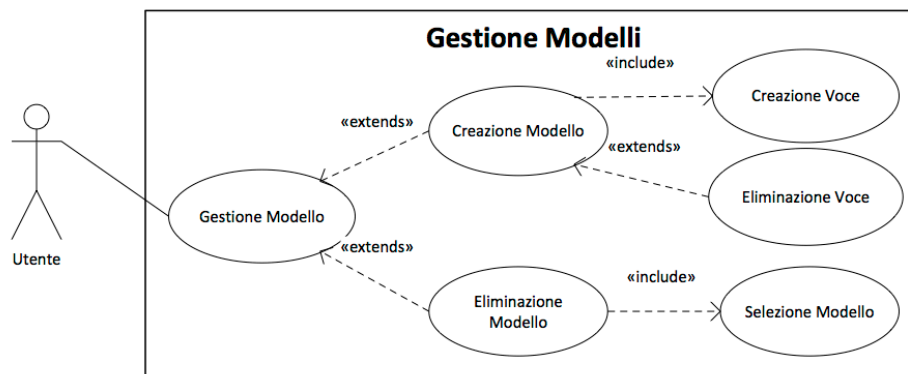 Gestione Modelli
«include»
Creazione Voce
«extends»
Creazione Modello
«extends»
Eliminazione Voce
Gestione Modello
Utente
«extends»
«include»
Eliminazione
Modello
Selezione Modello